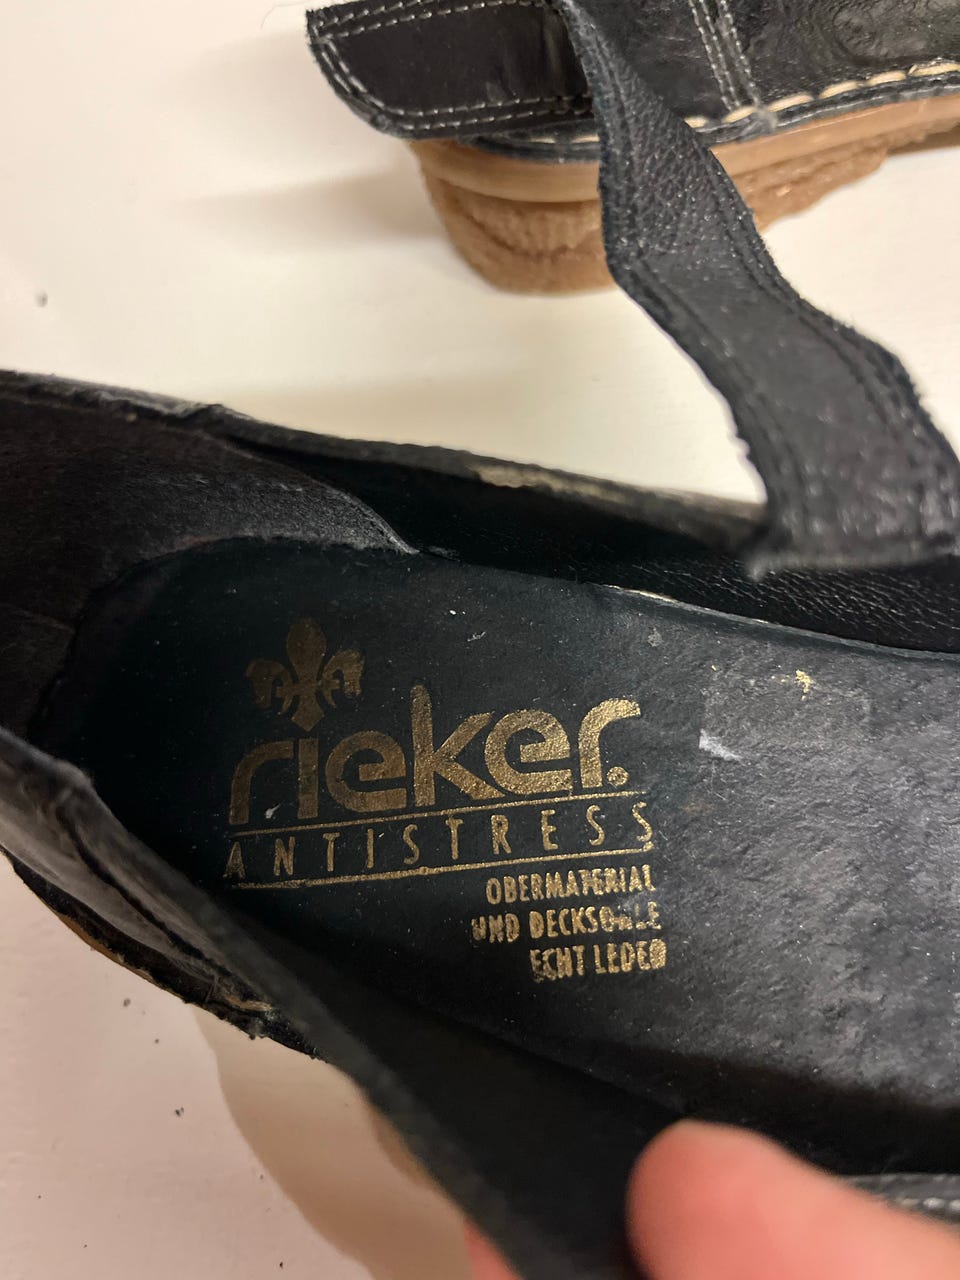 rieker.
ANTISTRESS
OBERMATERIAL
UND DECKSOHLE
ECHT LEDER